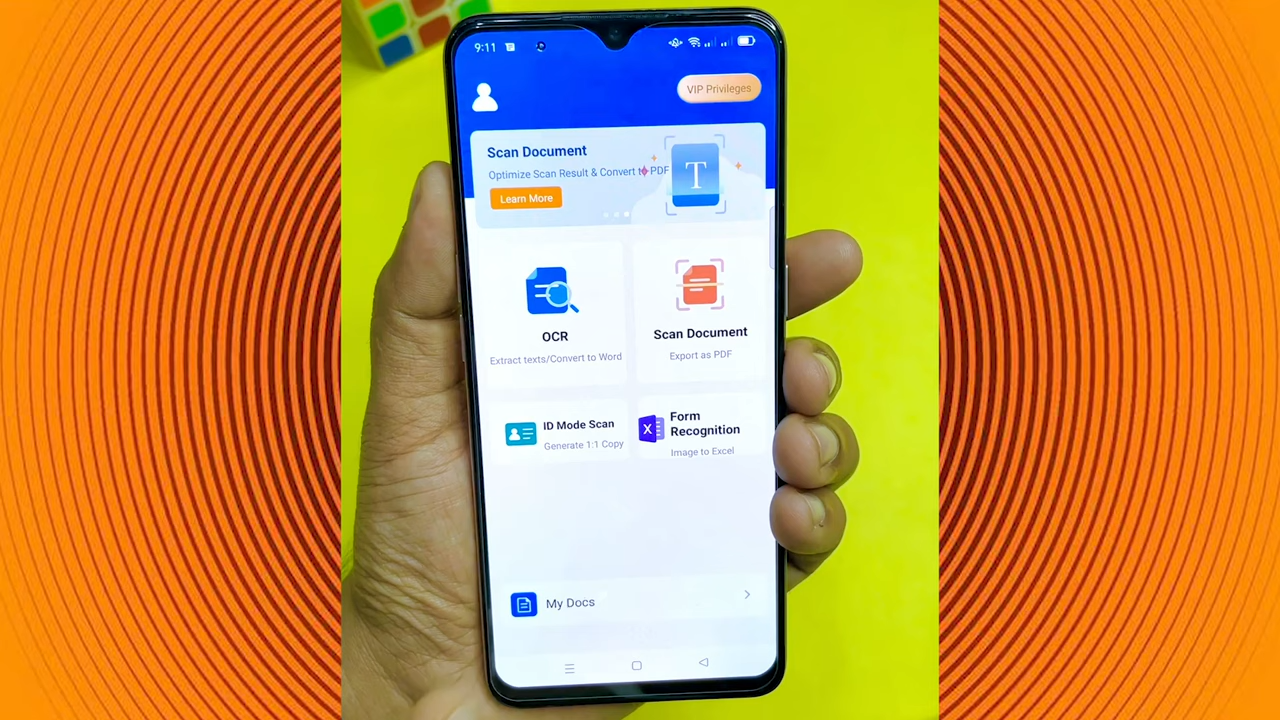 9:11
VIP Privileges
Scan Document
Optimize Scan Result & Convert to PDF
T
Learn More
OCR
Extract texts/Convert to Word
Scan Document
Export as PDF
ID Mode Scan
Generate 1:1 Copy
X
Form
Recognition
Image to Excel
My Docs